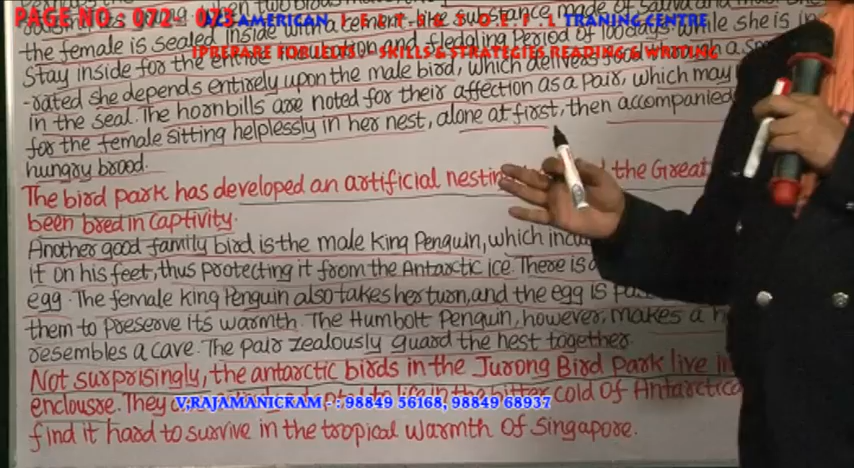 PAGE NO : 072 - 073
AMERICAN I E L T S & T O E F L TRANING CENTRE
(PREPARE FOR IELTS - SKILLS & STRATEGIES READING & WRITING
the female is sealed inside with a cement-like substance made of saliva and
Stay inside for the entire incubation and fledgling Period of 100 days. while she is in
-rated she depends entirely upon the male bird, which delivers
in the seal. The hornbills are noted for their affection as a pair, which may
for the female sitting helplessly in her nest, alone at first, then accompanied
hungry brood.
The bird park has developed an artificial the Great
been bred in captivity.
Another good family bird is the male king Penguin, which
it on his feet, thus protecting it from the Antarctic ice. There is
egg. The female king Penguin also takes her turn, and the egg is
them to preserve its warmth. The Humbolt Penguin, however, makes a
resembles a cave. The Pair zealously guard the nest together.
Not surprisingly, the antarctic birds in the Jurong Bird Park live in
enclousre. They to life in the bitter cold of Antarctica
V.RAJAMANICKAM - : 98849 56168, 98849 68937
find it hard to survive in the tropical warmth of Singapore.